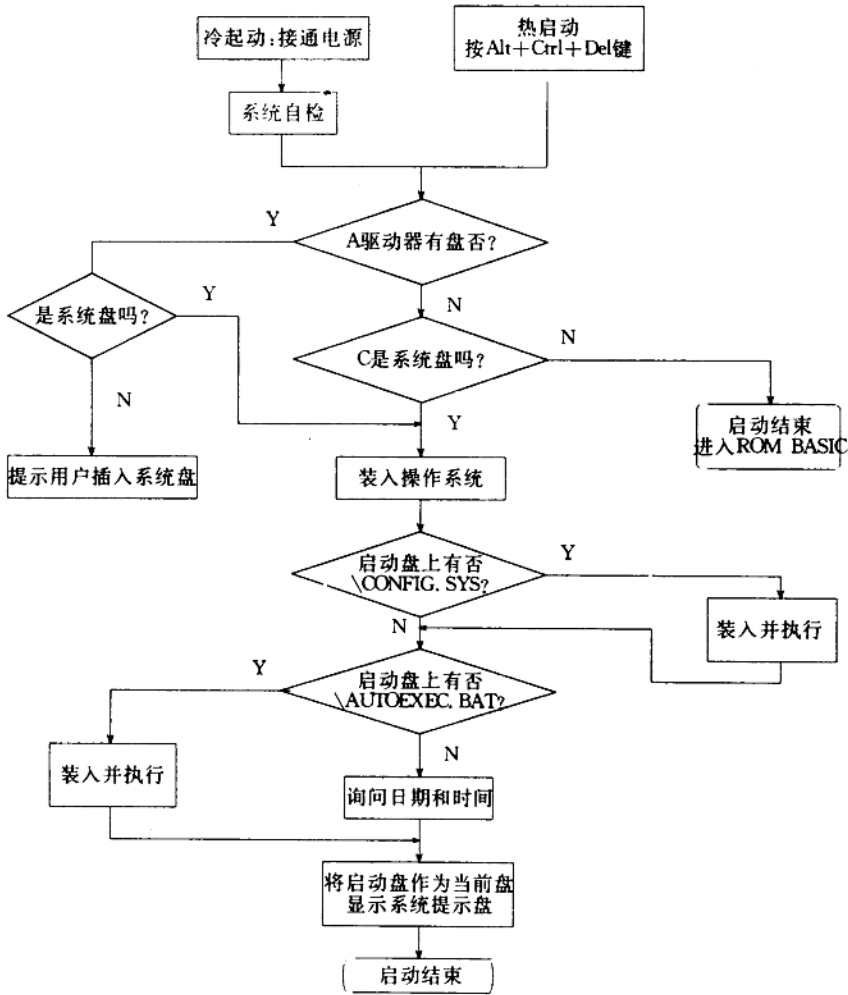 冷起动:接通电源
热启动
按Alt+Ctrl+Del键
系统自检
Y
A驱动器有盘否?
是系统盘吗?
Y
N
C是系统盘吗?
N
N
Y
启动结束
进入ROM BASIC
提示用户插入系统盘
装入操作系统
启动盘上有否
\CONFIG. SYS?
Y
N
装入并执行
Y
启动盘上有否
\AUTOEXEC. BAT?
N
装入并执行
询问日期和时间
将启动盘作为当前盘
显示系统提示盘
启动结束